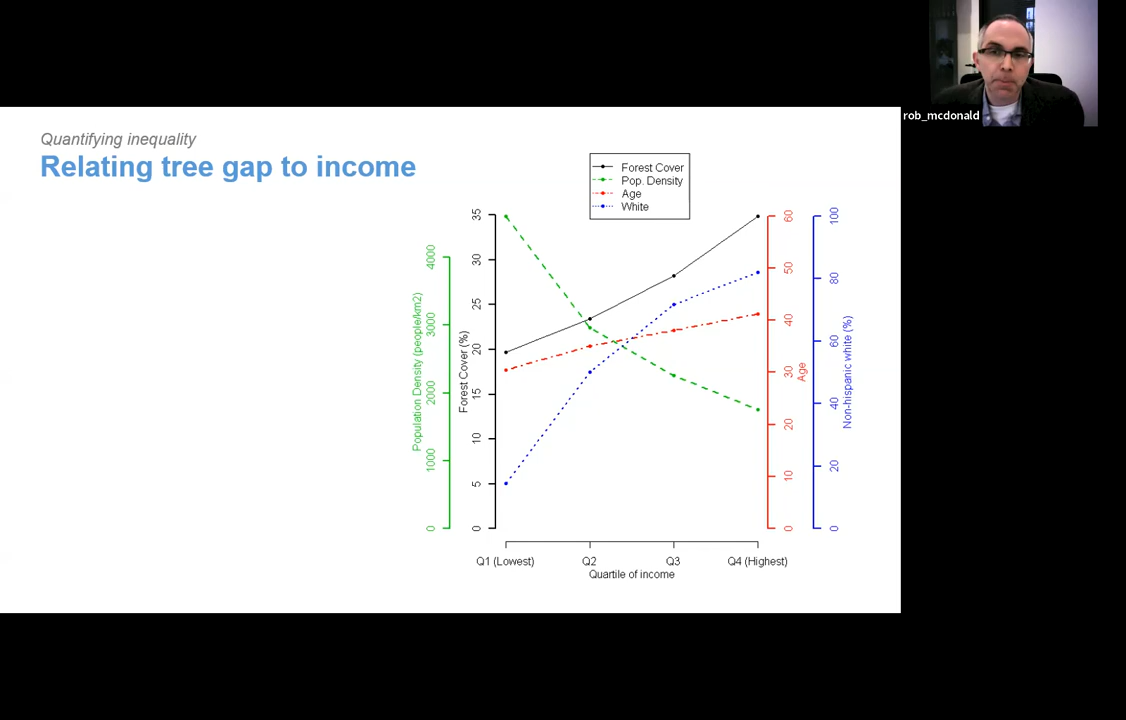 rob_mcdonald
Quantifying inequality
Relating tree gap to income
Forest Cover
Pop. Density
Age
White
Population Density (people/km2)
0
1000
2000
3000
4000
Forest Cover (%)
0
5
10
15
20
25
30
35
Age
0
10
20
30
40
50
60
Non-hispanic white (%)
0
20
40
60
80
100
Q1 (Lowest) Q2 Q3 Q4 (Highest)
Quartile of income